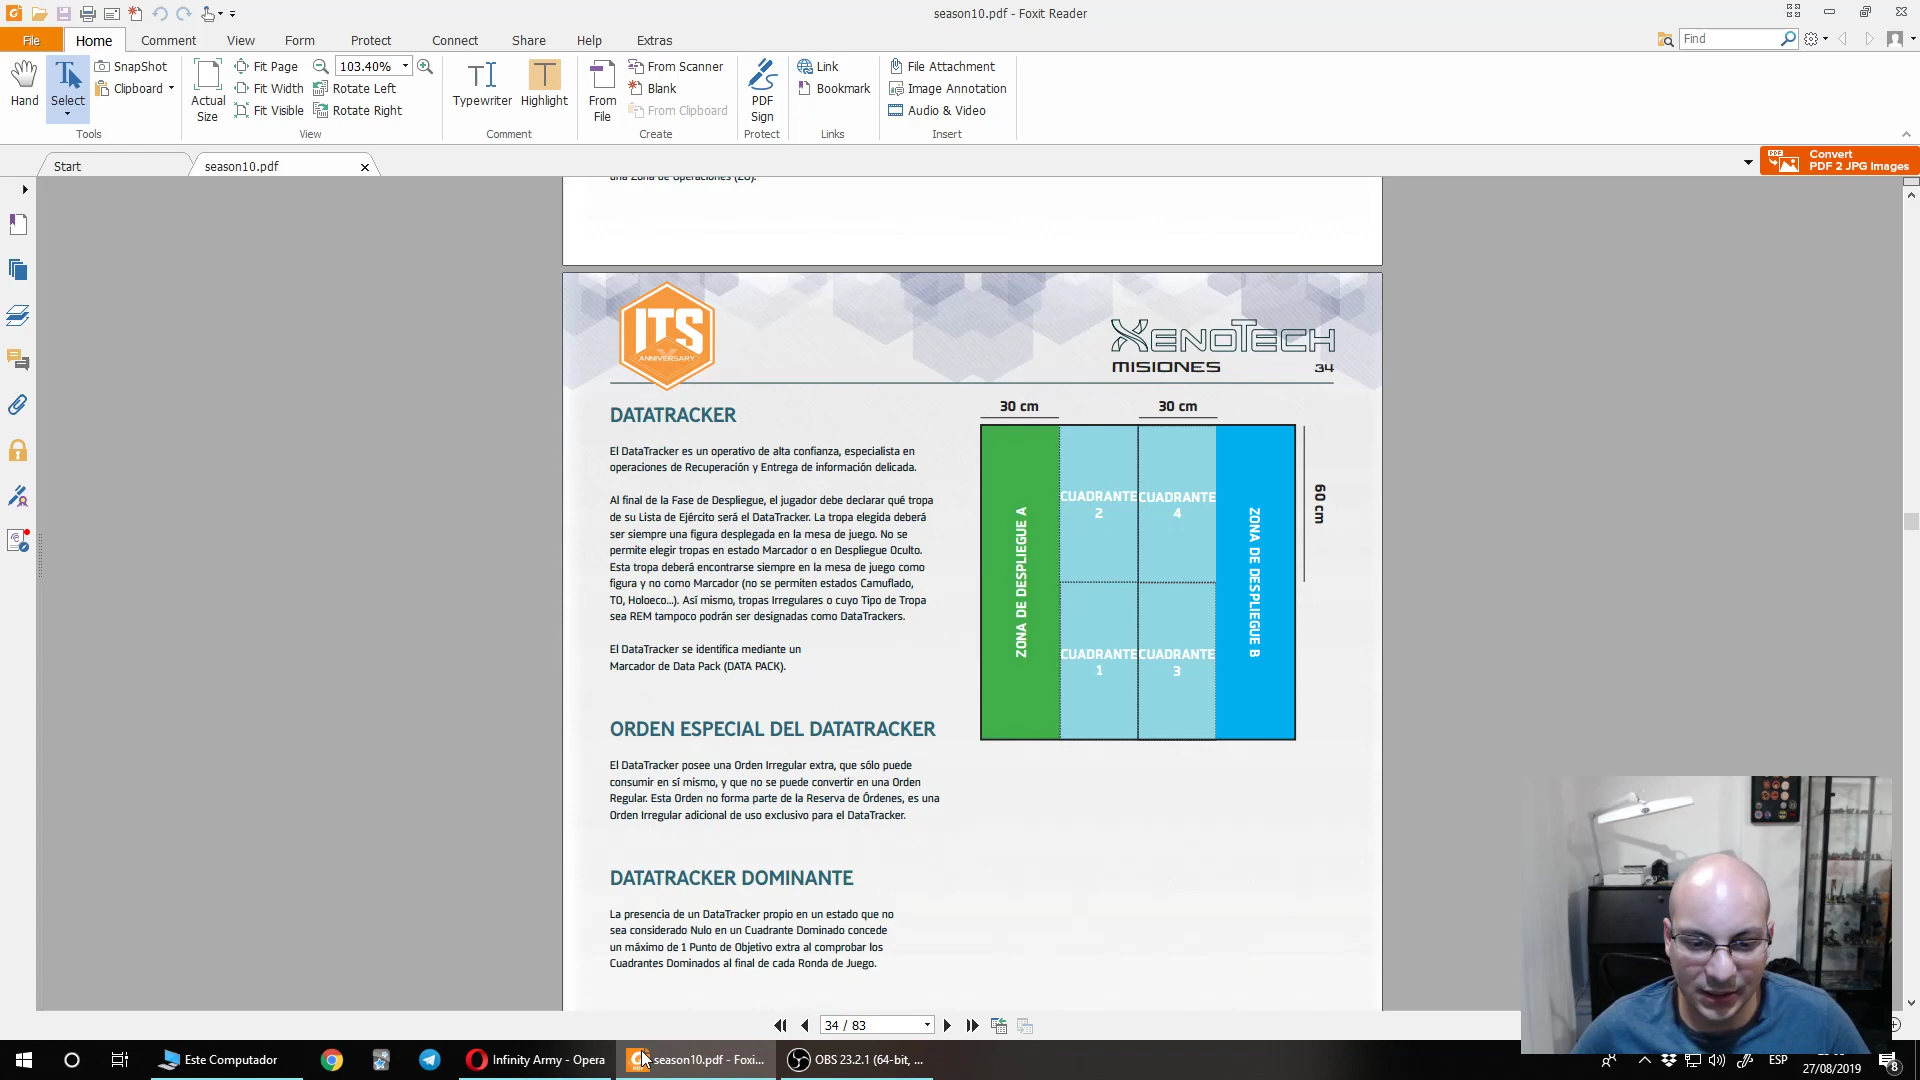 season10.pdf - Foxit Reader
File
Home
Comment
View
Form
Protect
Connect
Share
Help
Extras
Find
Hand
Select
SnapShot
Clipboard
Tools
Actual
Size
Fit Page
Fit Width
Fit Visible
103.40%
Rotate Left
Rotate Right
View
Typewriter
Highlight
Comment
From
File
From Scanner
Blank
From Clipboard
Create
PDF
Sign
Protect
Link
Bookmark
Links
File Attachment
Image Annotation
Audio & Video
Insert
Start
season10.pdf
Convert
PDF 2 JPG Images
una Zona de Operaciones (ZO).
ITS
ANNIVERSARY
XENOTECH
MISIONES
34
DATATRACKER
El DataTracker es un operativo de alta confianza, especialista en
operaciones de Recuperación y Entrega de información delicada.
Al final de la Fase de Despliegue, el jugador debe declarar qué tropa
de su Lista de Ejército será el DataTracker. La tropa elegida deberá
ser siempre una figura desplegada en la mesa de juego. No se
permite elegir tropas en estado Marcador o en Despliegue Oculto.
Esta tropa deberá encontrarse siempre en la mesa de juego como
figura y no como Marcador (no se permiten estados Camuflado,
TO, Holoeco...). Así mismo, tropas Irregulares o cuyo Tipo de Tropa
sea REM tampoco podrán ser designadas como DataTrackers.
El DataTracker se identifica mediante un
Marcador de Data Pack (DATA PACK).
ORDEN ESPECIAL DEL DATATRACKER
El DataTracker posee una Orden Irregular extra, que sólo puede
consumir en sí mismo, y que no se puede convertir en una Orden
Regular. Esta Orden no forma parte de la Reserva de Órdenes, es una
Orden Irregular adicional de uso exclusivo para el DataTracker.
DATATRACKER DOMINANTE
La presencia de un DataTracker propio en un estado que no
sea considerado Nulo en un Cuadrante Dominado concede
un máximo de 1 Punto de Objetivo extra al comprobar los
Cuadrantes Dominados al final de cada Ronda de Juego.
30 cm
30 cm
60 cm
ZONA DE DESPLIEGUE A
CUADRANTE
2
CUADRANTE
4
CUADRANTE
1
CUADRANTE
3
ZONA DE DESPLIEGUE B
34 / 83
Este Computador
Infinity Army - Opera
season10.pdf - Foxi...
OBS 23.2.1 (64-bit, ...
ESP
27/08/2019
8